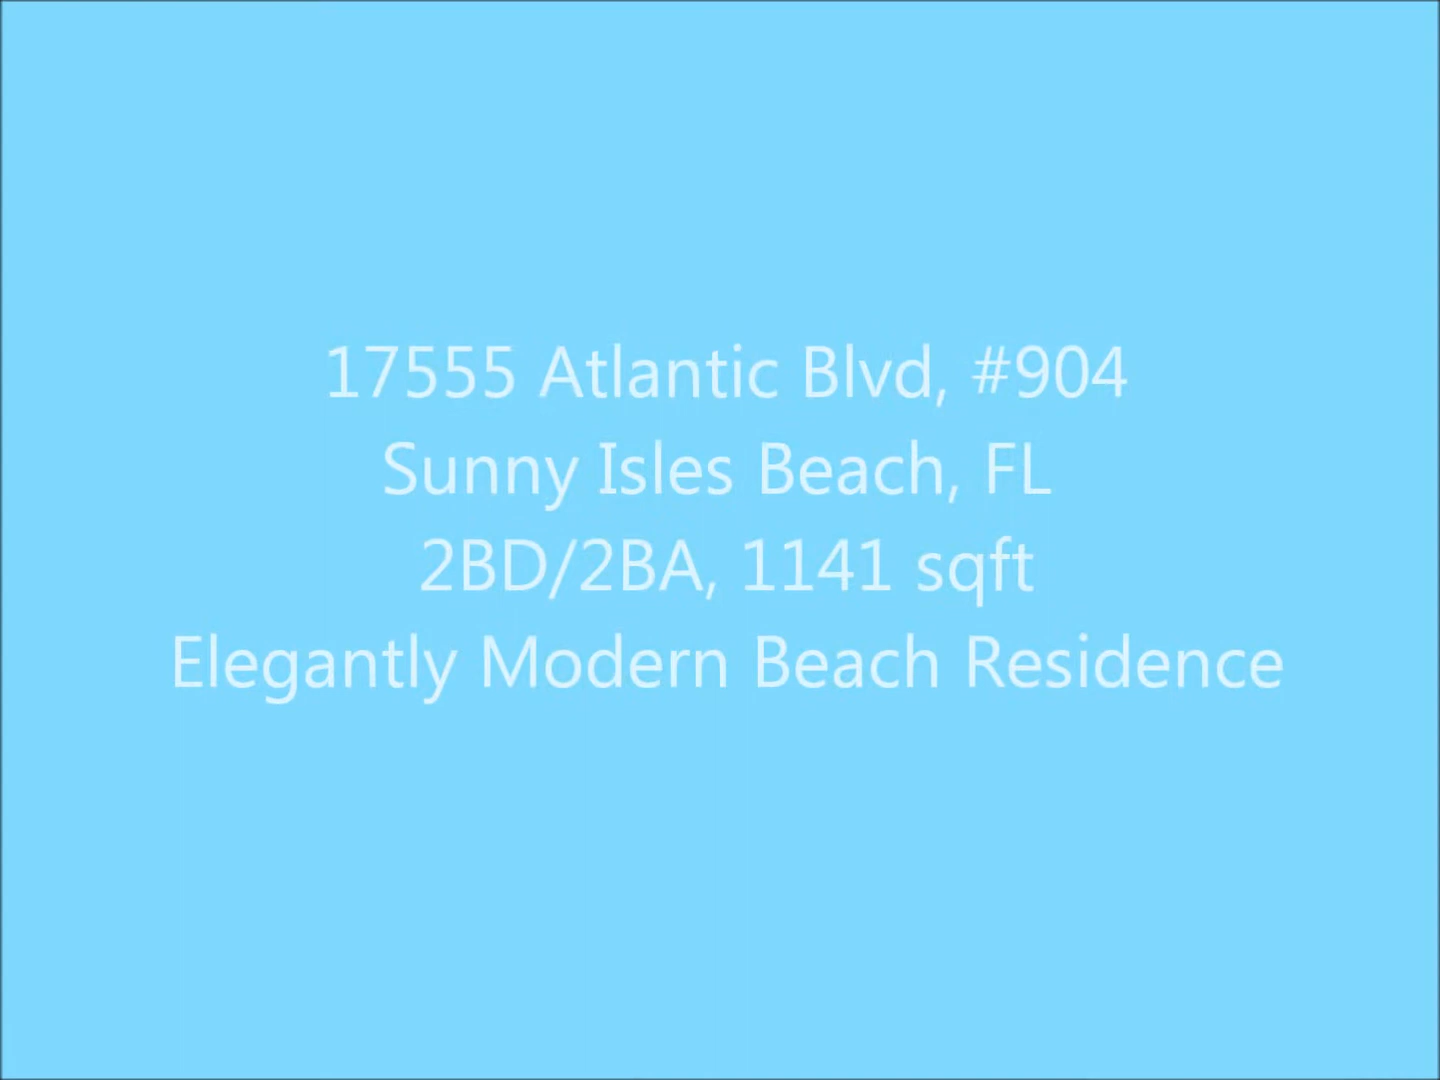 17555 Atlantic Blvd, #904
Sunny Isles Beach, FL
2BD/2BA, 1141 sqft
Elegantly Modern Beach Residence